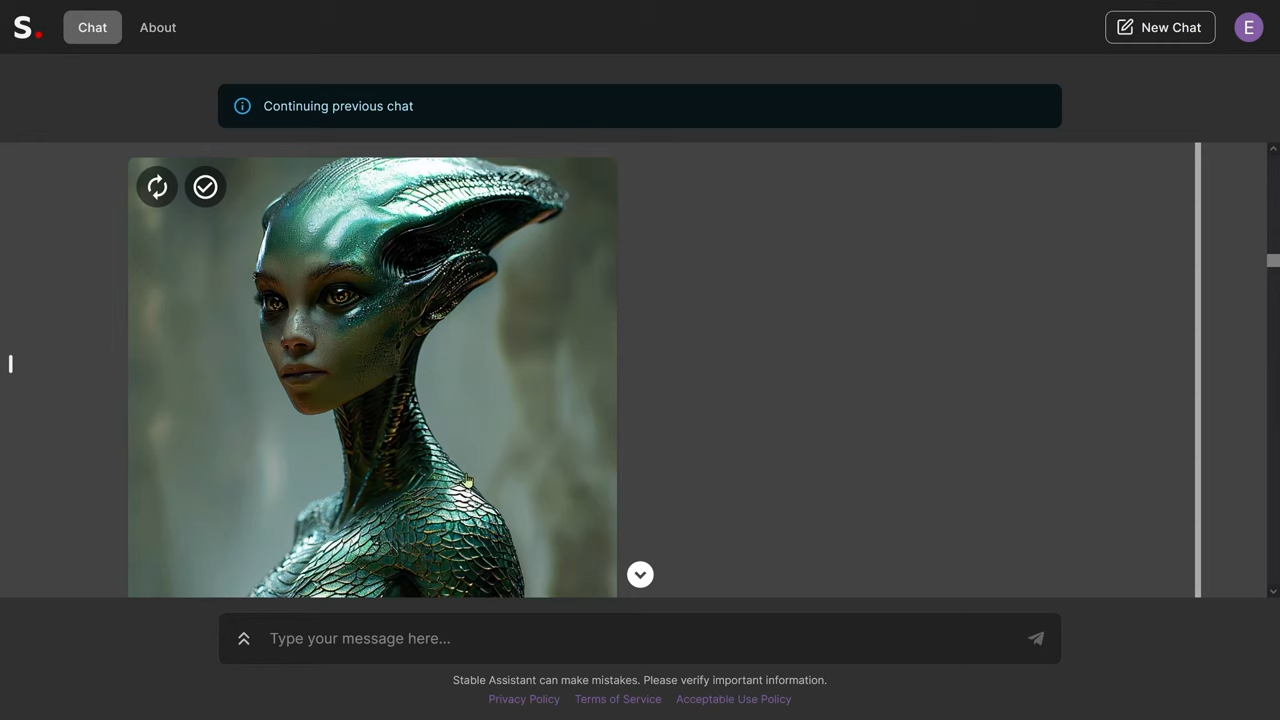 S.
Chat
About
New Chat
E
Continuing previous chat
Type your message here...
Stable Assistant can make mistakes. Please verify important information.
Privacy Policy Terms of Service Acceptable Use Policy